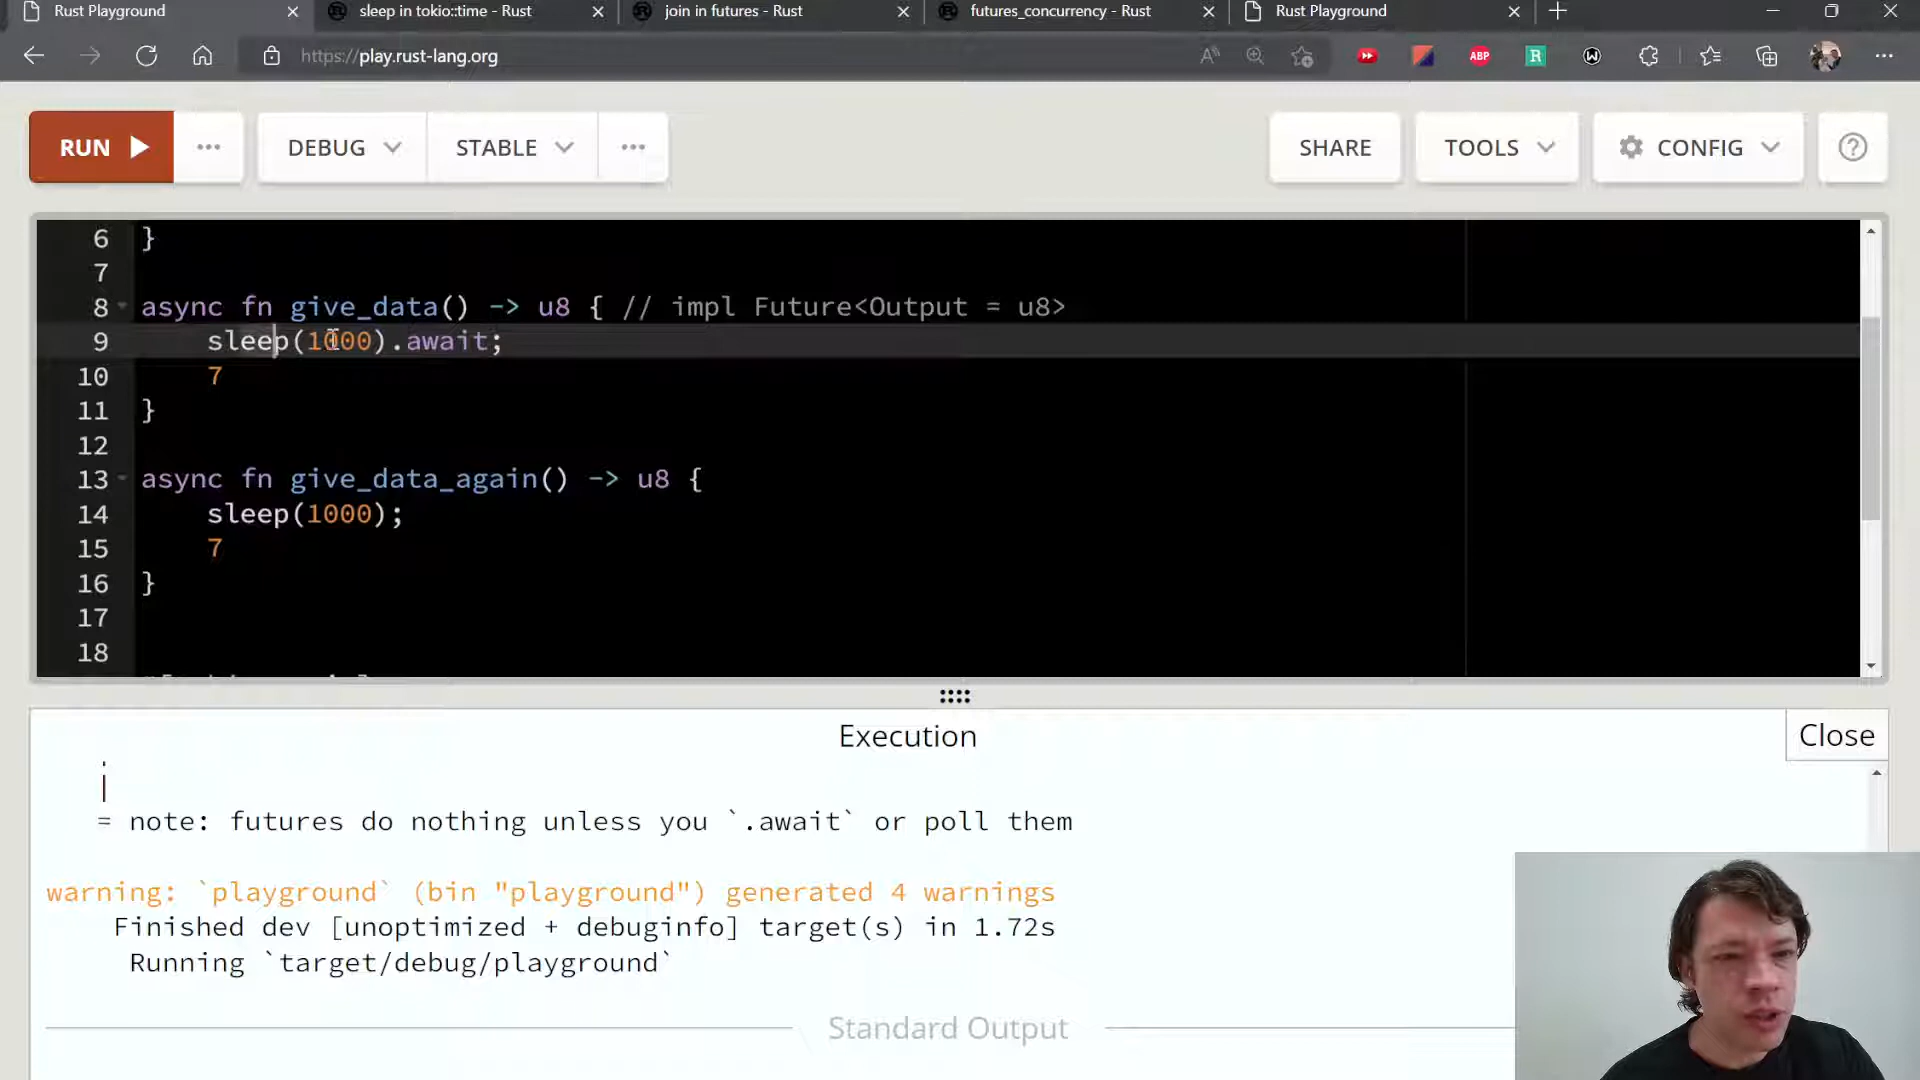 Rust Playground
sleep in tokio::time - Rust
join in futures - Rust
futures_concurrency - Rust
Rust Playground
https://play.rust-lang.org
ABP
R
W
RUN
DEBUG
STABLE
SHARE
TOOLS
CONFIG
6 }
7
8 async fn give_data() -> u8 { // impl Future<Output = u8>
9 sleep(1000).await;
10 7
11 }
12
13 async fn give_data_again() -> u8 {
14 sleep(1000);
15 7
16 }
17
18
Execution
Close
|
= note: futures do nothing unless you `.await` or poll them
warning: `playground` (bin "playground") generated 4 warnings
Finished dev [unoptimized + debuginfo] target(s) in 1.72s
Running `target/debug/playground`
Standard Output